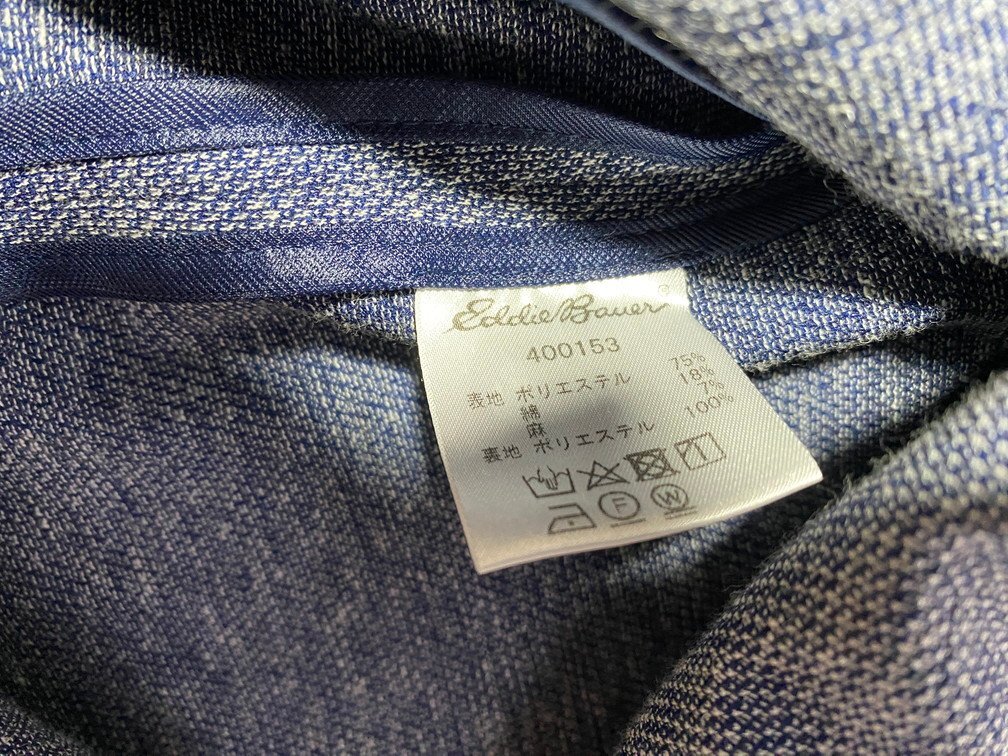 Eddie Bauer®
400153
表地 ポリエステル 75%
綿 18%
麻 7%
裏地 ポリエステル 100%
F W